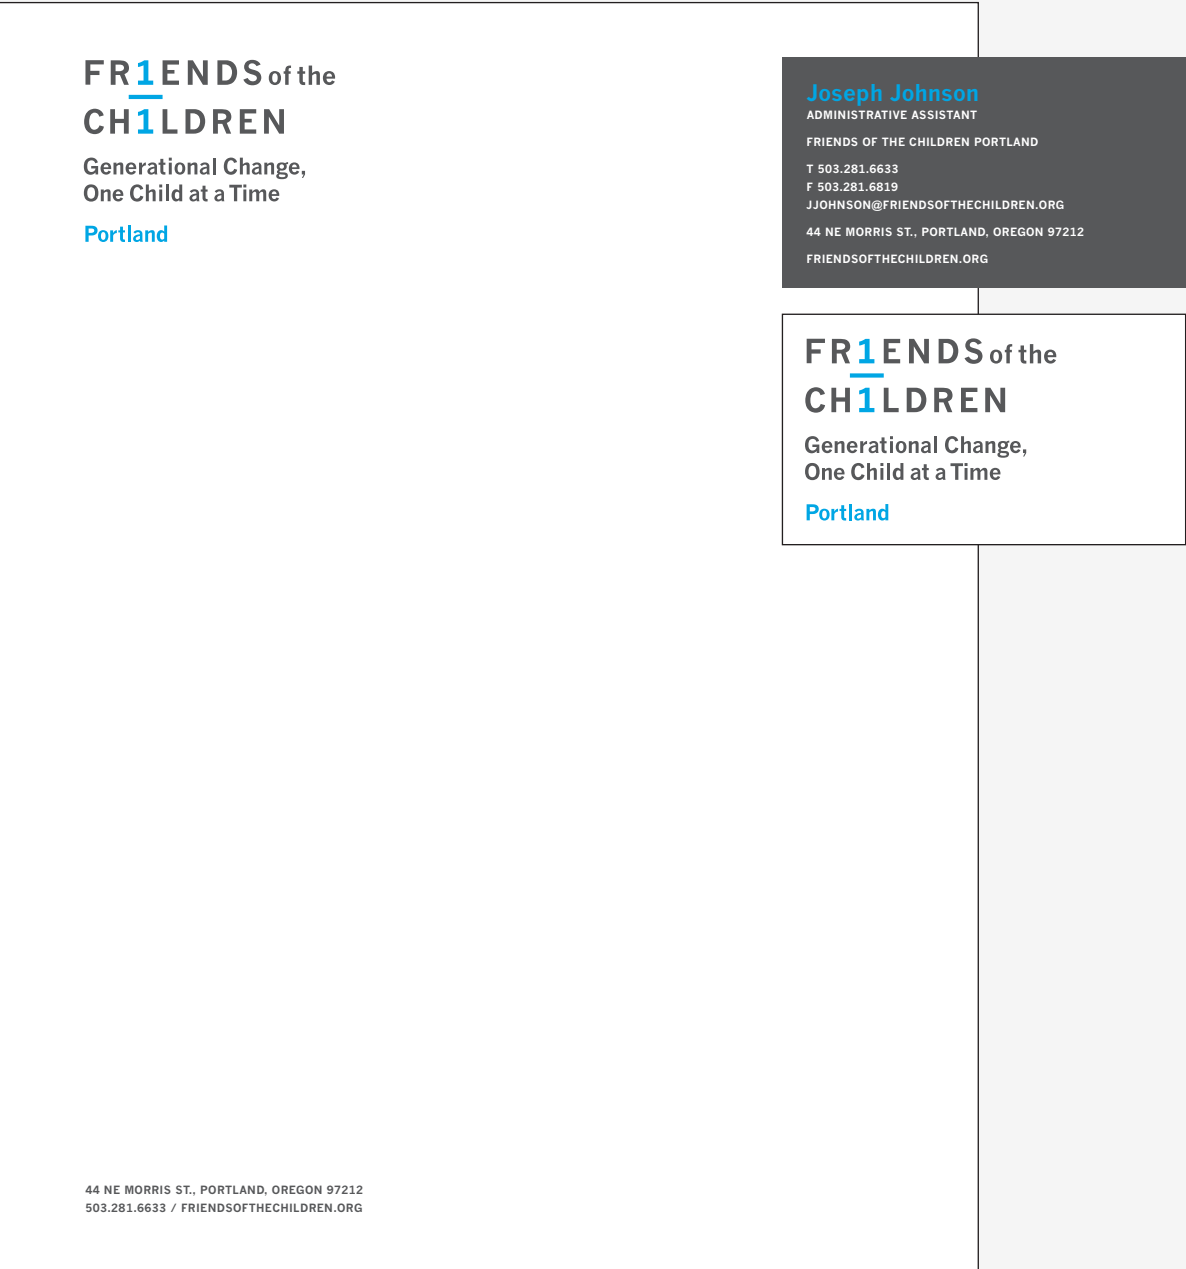 FR1ENDS of the
CH1LDREN
Generational Change,
One Child at a Time
Portland
44 NE MORRIS ST., PORTLAND, OREGON 97212
503.281.6633 / FRIENDSOFTHECHILDREN.ORG
Joseph Johnson
ADMINISTRATIVE ASSISTANT
FRIENDS OF THE CHILDREN PORTLAND
T 503.281.6633
F 503.281.6819
JJOHNSON@FRIENDSOFTHECHILDREN.ORG
44 NE MORRIS ST., PORTLAND, OREGON 97212
FRIENDSOFTHECHILDREN.ORG
FR1ENDS of the
CH1LDREN
Generational Change,
One Child at a Time
Portland